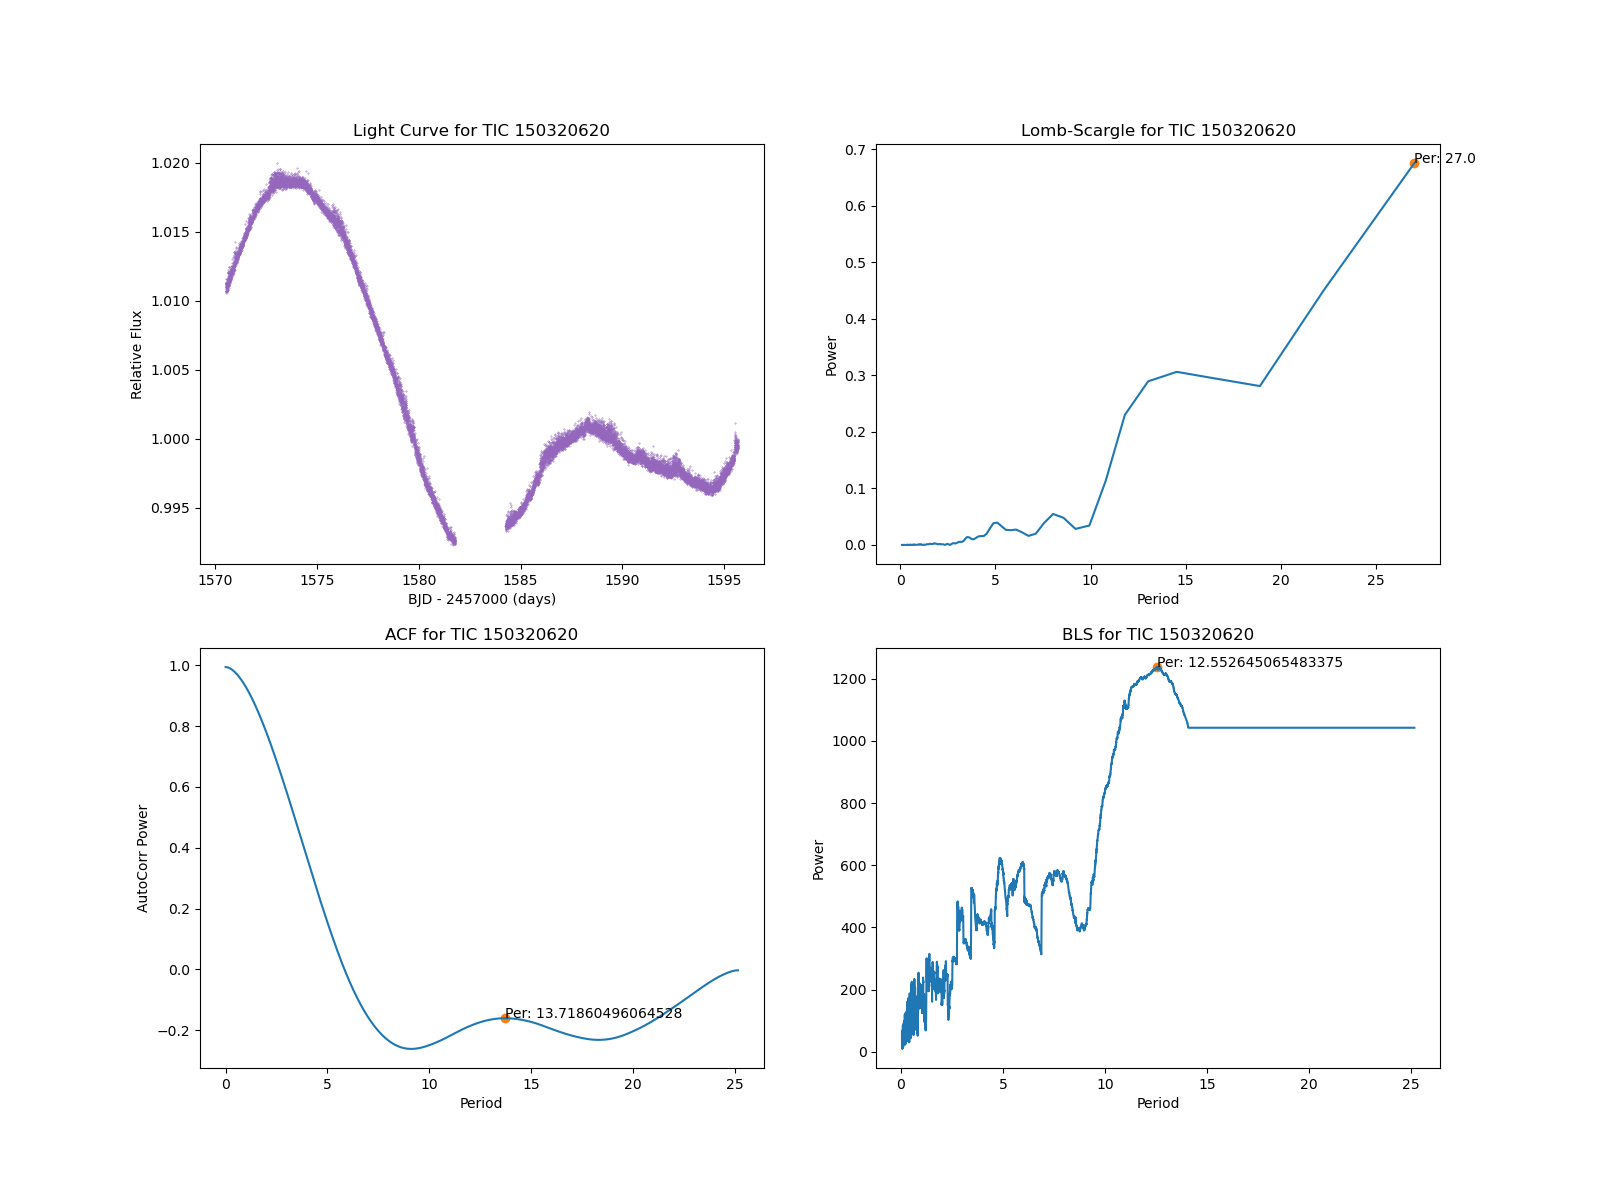 Light Curve for TIC 150320620
1.020
1.015
1.010
1.005
1.000
0.995
Relative Flux
1570 1575 1580 1585 1590 1595
BJD - 2457000 (days)
Lomb-Scargle for TIC 150320620
Per: 27.0
0.7
0.6
0.5
0.4
0.3
0.2
0.1
0.0
Power
0 5 10 15 20 25
Period
ACF for TIC 150320620
1.0
0.8
0.6
0.4
0.2
0.0
−0.2
AutoCorr Power
Per: 13.71860496064528
0 5 10 15 20 25
Period
BLS for TIC 150320620
Per: 12.552645065483375
1200
1000
800
600
400
200
0
Power
0 5 10 15 20 25
Period